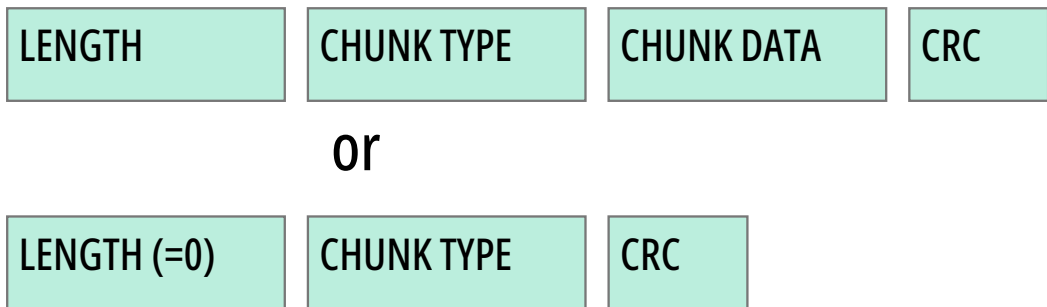 LENGTH CHUNK TYPE CHUNK DATA CRC
or
LENGTH (=0) CHUNK TYPE CRC